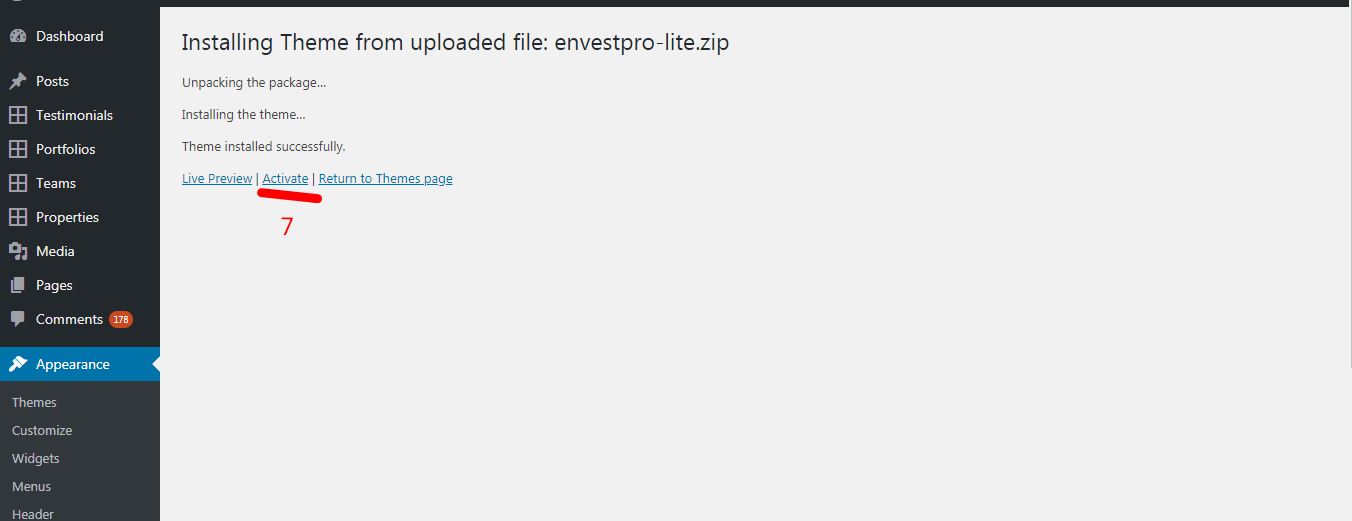 Dashboard
Posts
Testimonials
Portfolios
Teams
Properties
Media
Pages
Comments 178
Appearance
Themes
Customize
Widgets
Menus
Header
Installing Theme from uploaded file: envestpro-lite.zip
Unpacking the package…
Installing the theme…
Theme installed successfully.
Live Preview | Activate | Return to Themes page
7